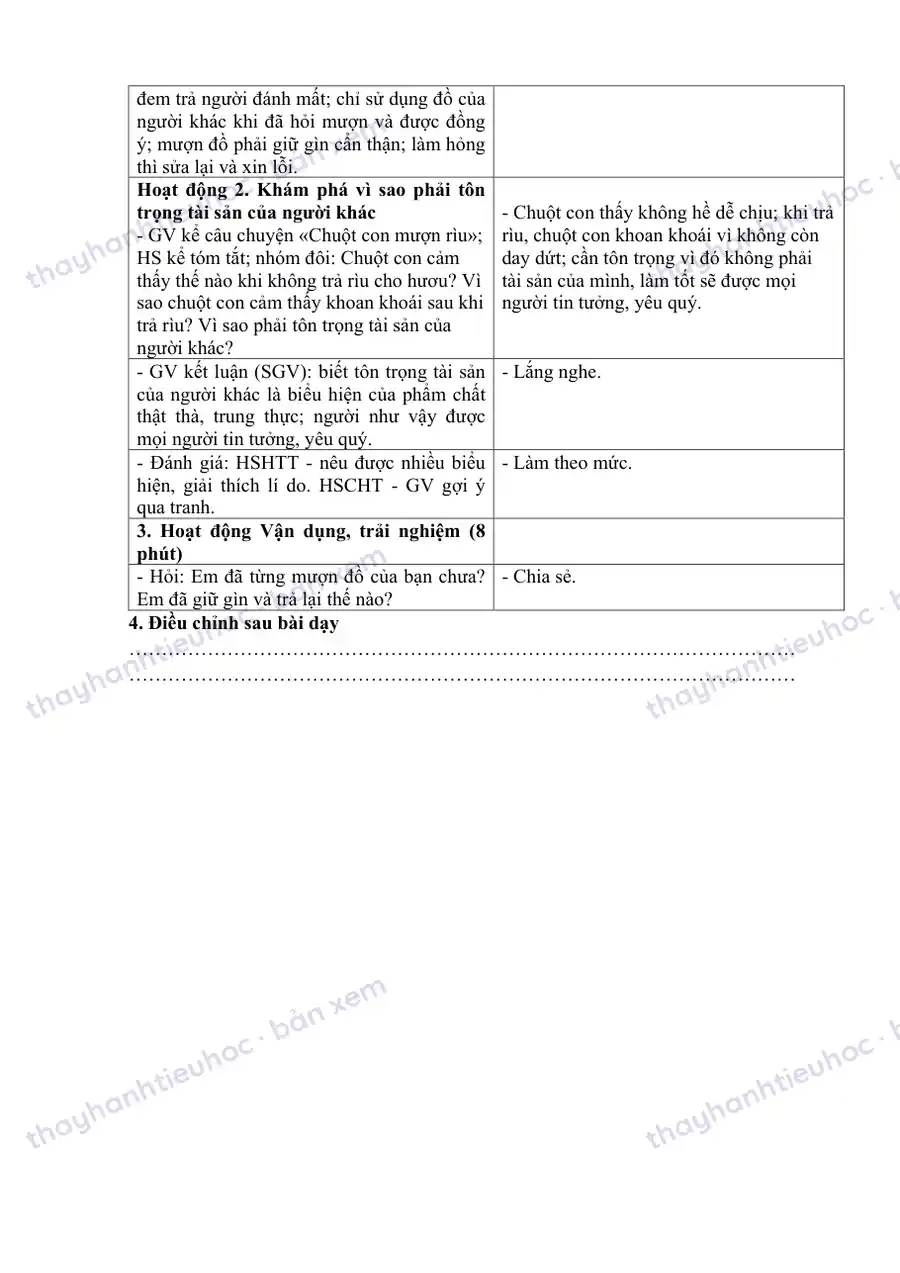 đem trả người đánh mất; chỉ sử dụng đồ của
người khác khi đã hỏi mượn và được đồng
ý; mượn đồ phải giữ gìn cẩn thận; làm hỏng
thì sửa lại và xin lỗi.
Hoạt động 2. Khám phá vì sao phải tôn
trọng tài sản của người khác
- GV kể câu chuyện «Chuột con mượn rìu»;
HS kể tóm tắt; nhóm đôi: Chuột con cảm
thấy thế nào khi không trả rìu cho hươu? Vì
sao chuột con cảm thấy khoan khoái sau khi
trả rìu? Vì sao phải tôn trọng tài sản của
người khác?
- Chuột con thấy không hề dễ chịu; khi trả
rìu, chuột con khoan khoái vì không còn
day dứt; cần tôn trọng vì đó không phải
tài sản của mình, làm tốt sẽ được mọi
người tin tưởng, yêu quý.
- GV kết luận (SGV): biết tôn trọng tài sản
của người khác là biểu hiện của phẩm chất
thật thà, trung thực; người như vậy được
mọi người tin tưởng, yêu quý.
- Lắng nghe.
- Đánh giá: HSHTT - nêu được nhiều biểu
hiện, giải thích lí do. HSCHT - GV gợi ý
qua tranh.
- Làm theo mức.
3. Hoạt động Vận dụng, trải nghiệm (8
phút)
- Hỏi: Em đã từng mượn đồ của bạn chưa?
Em đã giữ gìn và trả lại thế nào?
- Chia sẻ.
4. Điều chỉnh sau bài dạy
……………………………………………………………………………………………
……………………………………………………………………………………………
thayhanhtieuhoc · bản xem
thayhanhtieuhoc · b
thayhanhtieuhoc · bản xem
thayhanhtieuhoc · b
thayhanhtieuhoc · bản xem
thayhanhtieuhoc · b